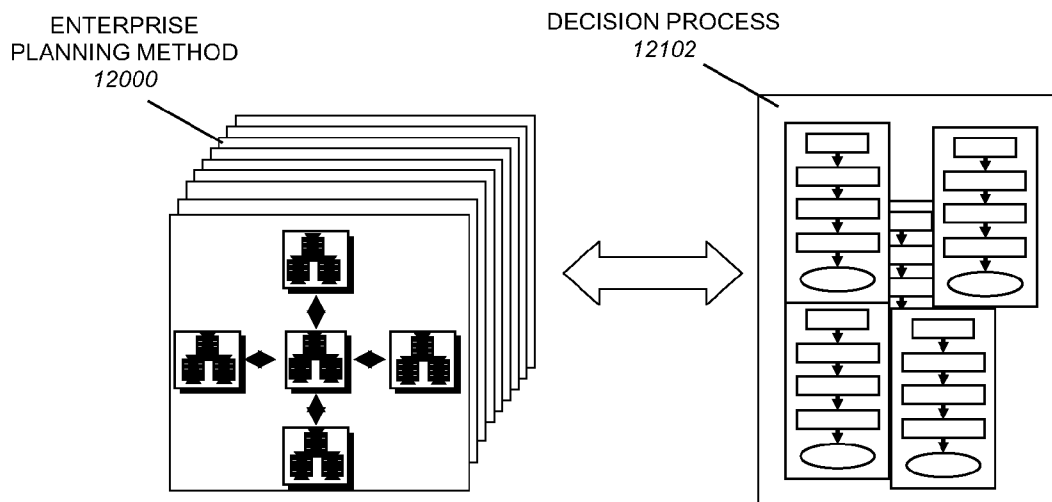 ENTERPRISE
PLANNING METHOD
12000
DECISION PROCESS
12102